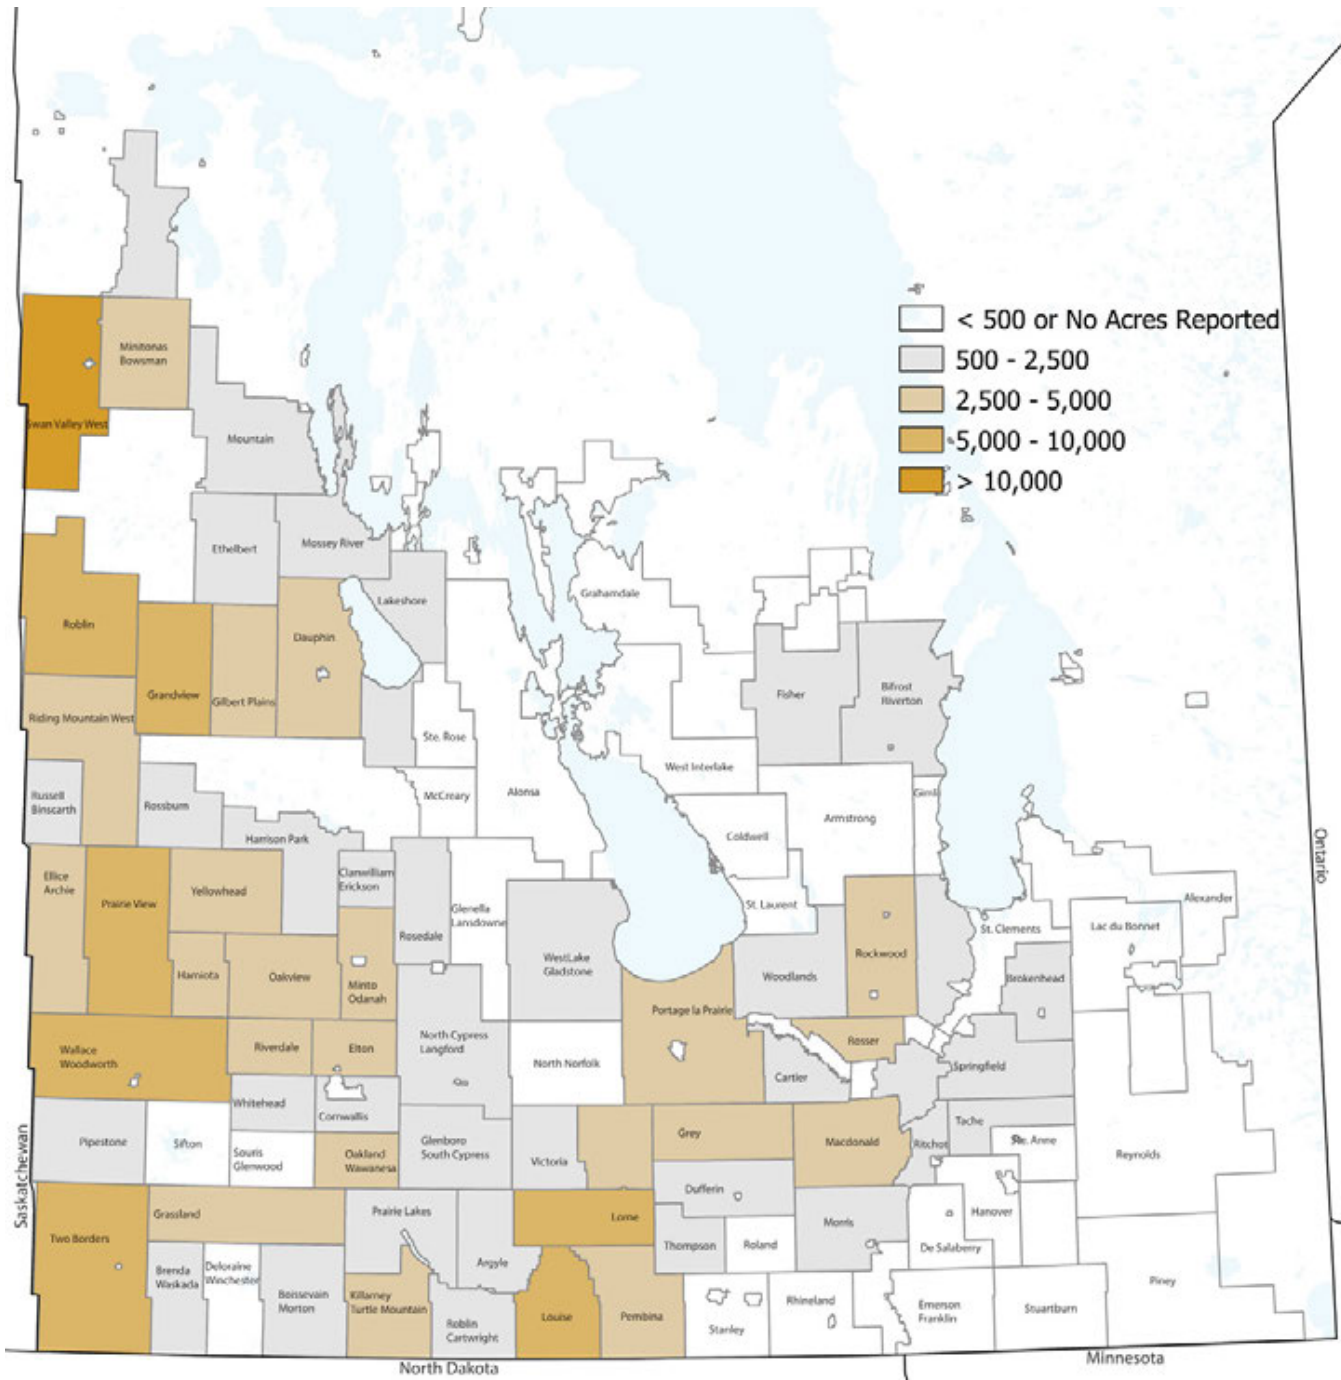 < 500 or No Acres Reported
500 - 2,500
2,500 - 5,000
5,000 - 10,000
> 10,000
Minitonas
Bowsman
Swan Valley West
Mountain
Ethelbert
Mossey River
Lakeshore
Grahamdale
Roblin
Dauphin
Grandview
Gilbert Plains
Fisher
Bifrost
Riverton
Riding Mountain West
Ste. Rose
West Interlake
Russell
Binscarth
Rossburn
McCreary
Alonsa
Gimli
Armstrong
Harrison Park
Coldwell
Ontario
Ellice
Archie
Yellowhead
Clanwilliam
Erickson
Prairie View
Glenella
Lansdowne
St. Laurent
Alexander
Rosedale
St. Clements
Lac du Bonnet
WestLake
Gladstone
Rockwood
Hamiota
Oakview
Minto
Odanah
Woodlands
Brokenhead
Portage la Prairie
Wallace
Woodworth
Riverdale
Elton
North Cypress
Langford
Rosser
North Norfolk
Cartier
Springfield
Whitehead
Cornwallis
Tache
Pipestone
Sifton
Souris
Glenwood
Oakland
Wawanesa
Glenboro
South Cypress
Victoria
Grey
Macdonald
Ritchot
Ste. Anne
Reynolds
Saskatchewan
Dufferin
Grassland
Prairie Lakes
Lorne
Morris
Hanover
Two Borders
Thompson
Roland
De Salaberry
Brenda
Waskada
Deloraine
Winchester
Argyle
Boissevain
Morton
Killarney
Turtle Mountain
Roblin
Cartwright
Louise
Pembina
Stanley
Rhineland
Emerson
Franklin
Stuartburn
Piney
North Dakota
Minnesota